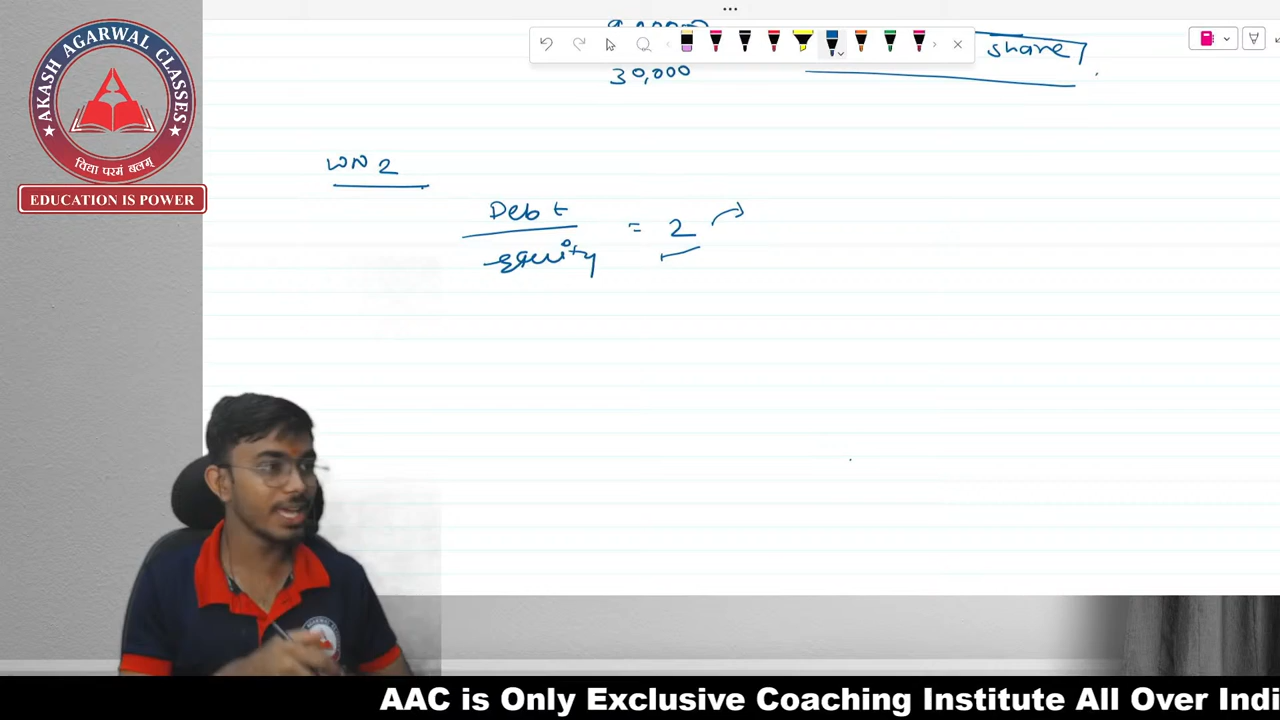 AKASH AGARWAL CLASSES
विद्या परमं बलम्
EDUCATION IS POWER
share
30,000
WN 2
Debt
= 2
equity
AAC is Only Exclusive Coaching Institute All Over Indi